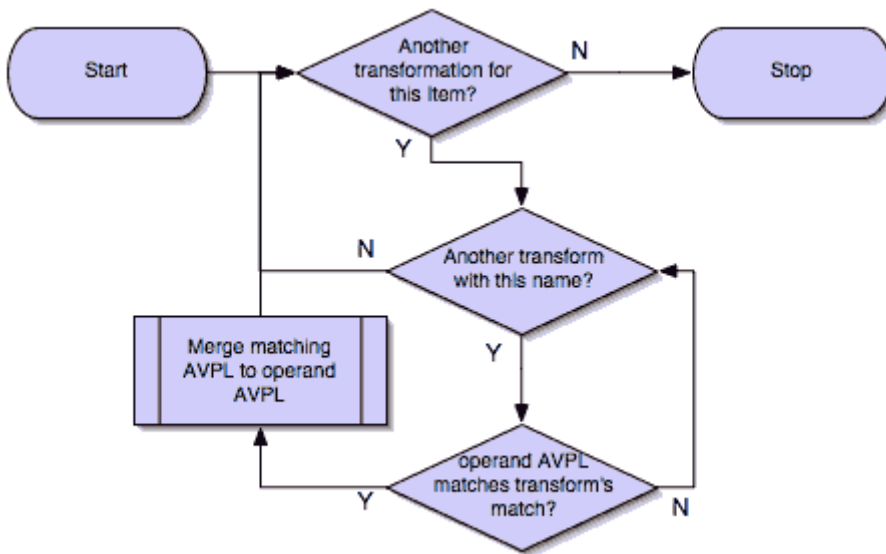 Start
Another
transformation for
this Item?
N
Stop
Y
Another transform
with this name?
N
Y
Merge matching
AVPL to operand
AVPL
operand AVPL
matches transform's
match?
Y
N